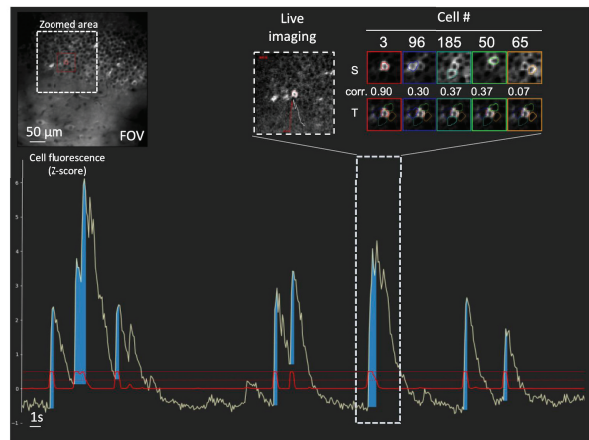 Zoomed area
50 µm
FOV
Live
imaging
Cell #
3 96 185 50 65
S
corr. 0.90 0.30 0.37 0.37 0.07
T
Cell fluorescence
(Z-score)
6
5
4
3
2
1
0
-1
1s